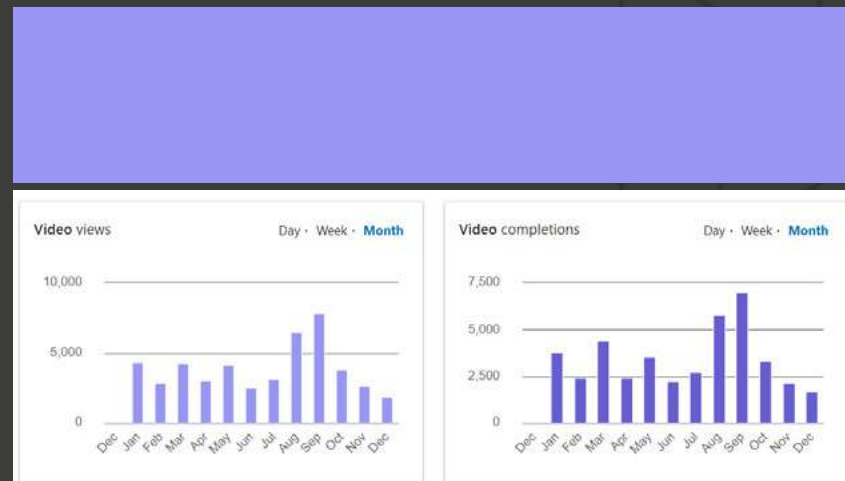 Video views
Day · Week · Month
10,000
5,000
0
Dec Jan Feb Mar Apr May Jun Jul Aug Sep Oct Nov Dec
Video completions
Day · Week · Month
7,500
5,000
2,500
0
Dec Jan Feb Mar Apr May Jun Jul Aug Sep Oct Nov Dec